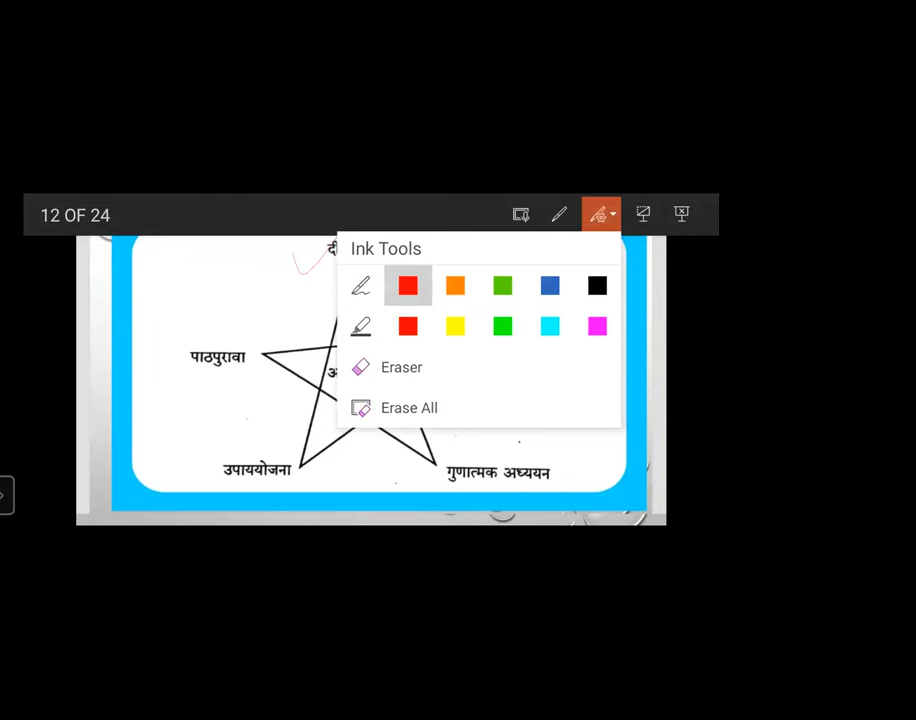 12 OF 24
Ink Tools
पाठपुरावा
Eraser
Erase All
उपाययोजना
गुणात्मक अध्ययन